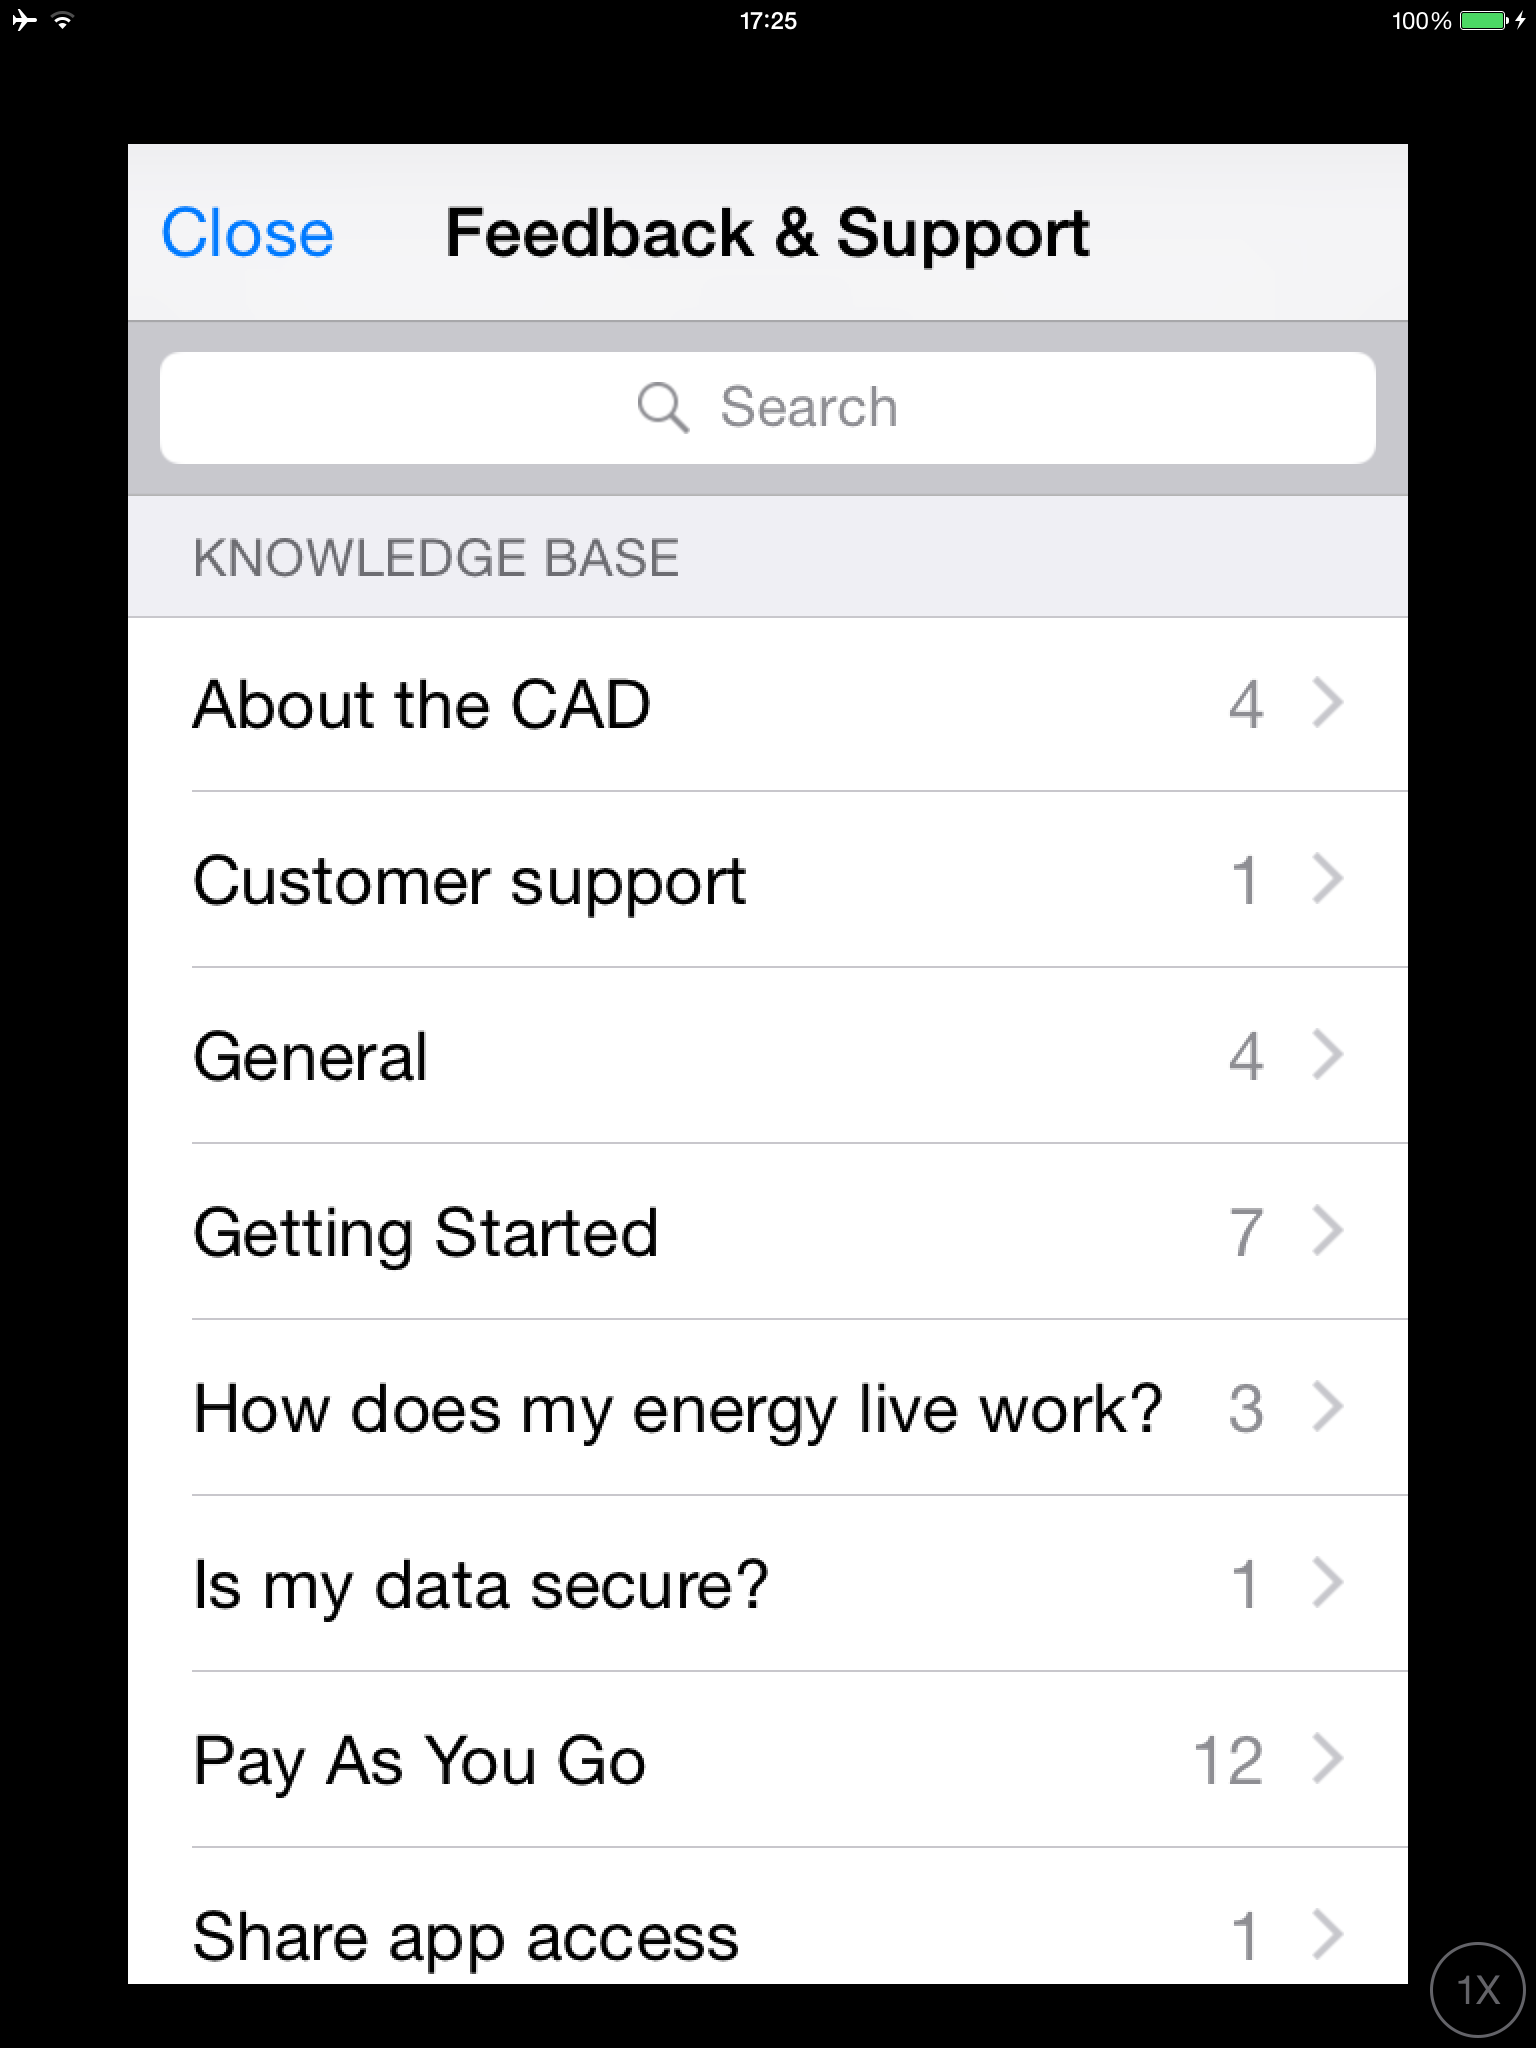 17:25
100%
Close
Feedback & Support
Search
KNOWLEDGE BASE
About the CAD 4
Customer support 1
General 4
Getting Started 7
How does my energy live work? 3
Is my data secure? 1
Pay As You Go 12
Share app access 1
1X